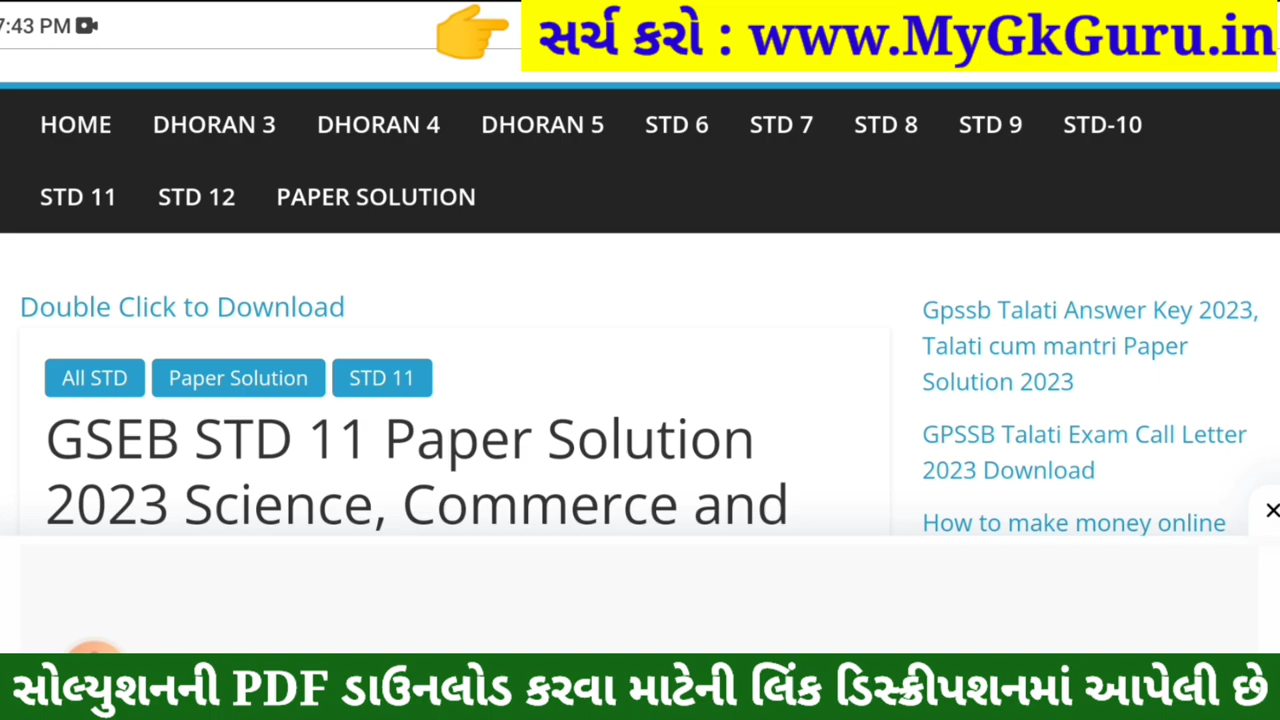 7:43 PM
સર્ચ કરો : www.MyGkGuru.in
HOME DHORAN 3 DHORAN 4 DHORAN 5 STD 6 STD 7 STD 8 STD 9 STD-10
STD 11 STD 12 PAPER SOLUTION
Double Click to Download
All STD Paper Solution STD 11
GSEB STD 11 Paper Solution
2023 Science, Commerce and
Gpssb Talati Answer Key 2023,
Talati cum mantri Paper
Solution 2023
GPSSB Talati Exam Call Letter
2023 Download
How to make money online
સોલ્યુશનની PDF ડાઉનલોડ કરવા માટેની લિંક ડિસ્ક્રીપશનમાં આપેલી છે